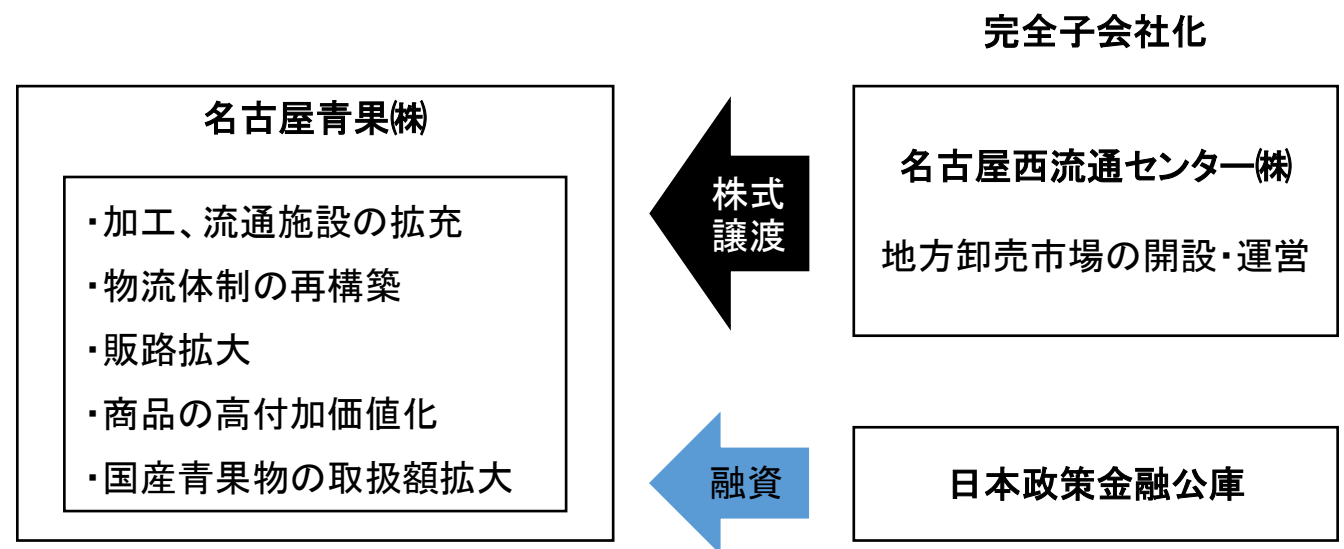 完全子会社化
名古屋青果㈱
・加工、流通施設の拡充
・物流体制の再構築
・販路拡大
・商品の高付加価値化
・国産青果物の取扱額拡大
株式
譲渡
名古屋西流通センター㈱
地方卸売市場の開設・運営
融資
日本政策金融公庫